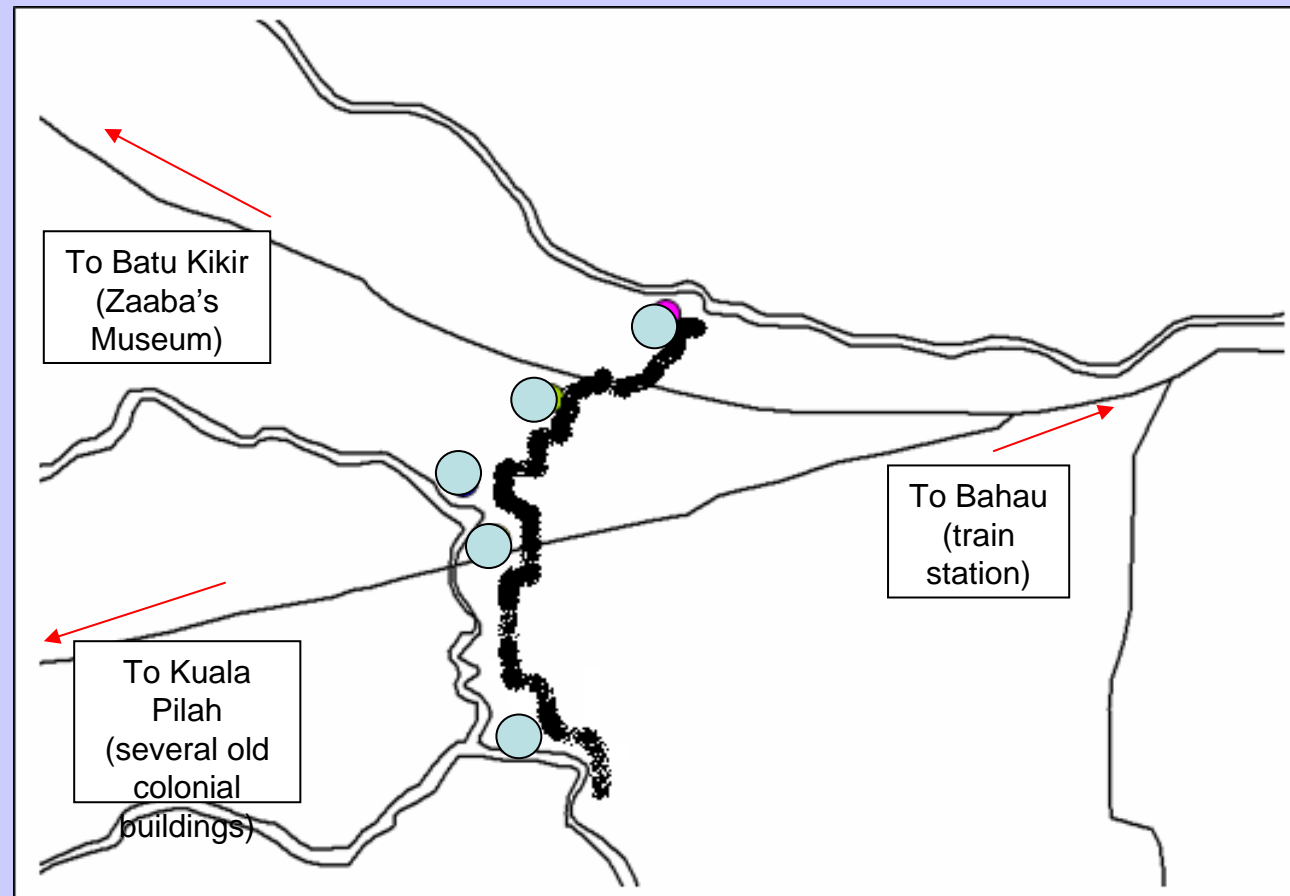 To Batu Kikir
(Zaaba's
Museum)
To Bahau
(train
station)
To Kuala
Pilah
(several old
colonial
buildings)